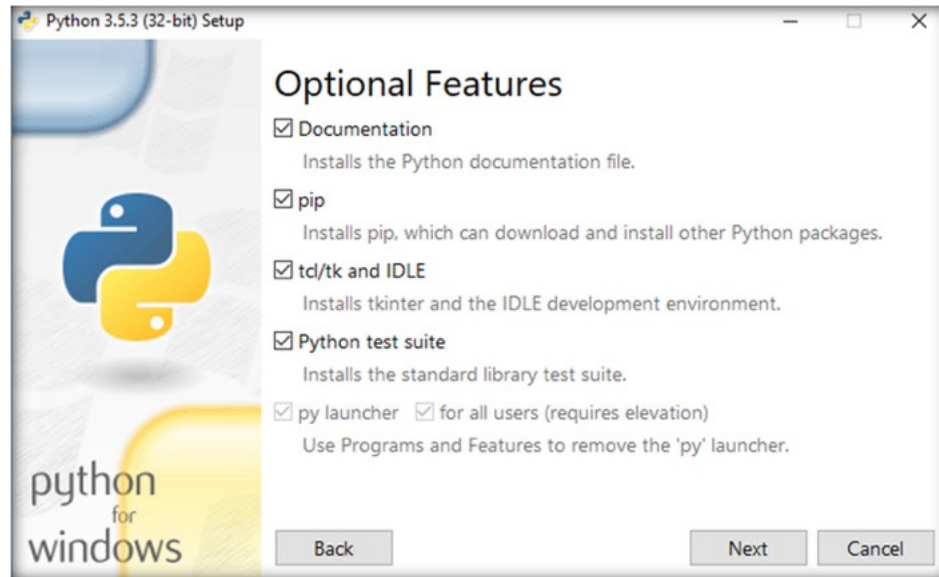 Python 3.5.3 (32-bit) Setup
Optional Features
Documentation
Installs the Python documentation file.
pip
Installs pip, which can download and install other Python packages.
tcl/tk and IDLE
Installs tkinter and the IDLE development environment.
Python test suite
Installs the standard library test suite.
py launcher for all users (requires elevation)
Use Programs and Features to remove the 'py' launcher.
python
for
windows
Back Next Cancel